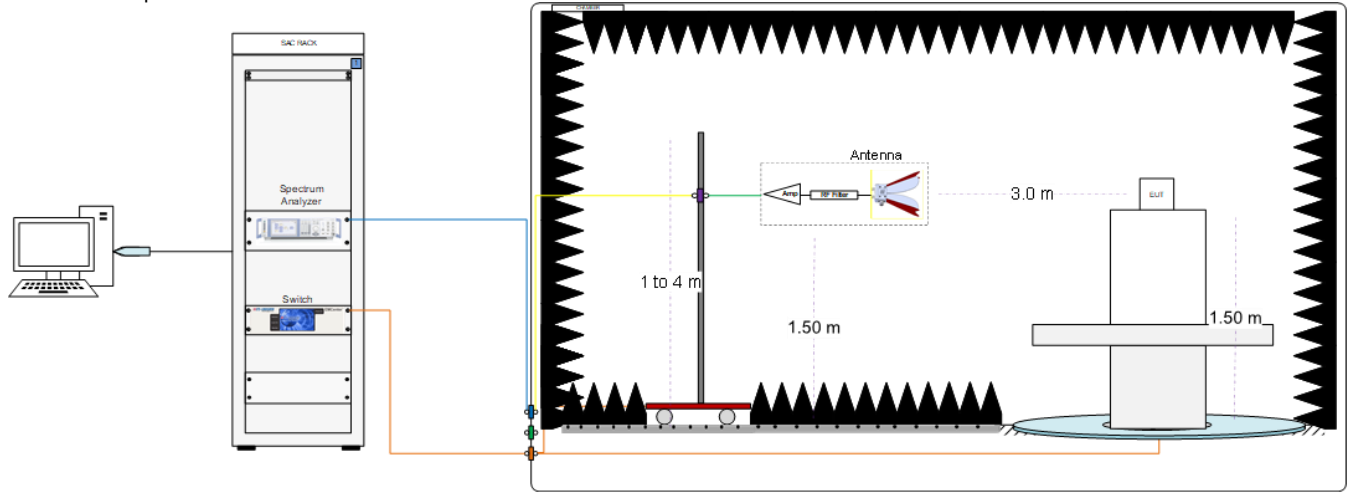 CHAMBER
SAC RACK
Antenna
Spectrum
Analyzer
Amp
RF Filter
3.0 m
EUT
1 to 4 m
Switch
1.50 m
1.50 m